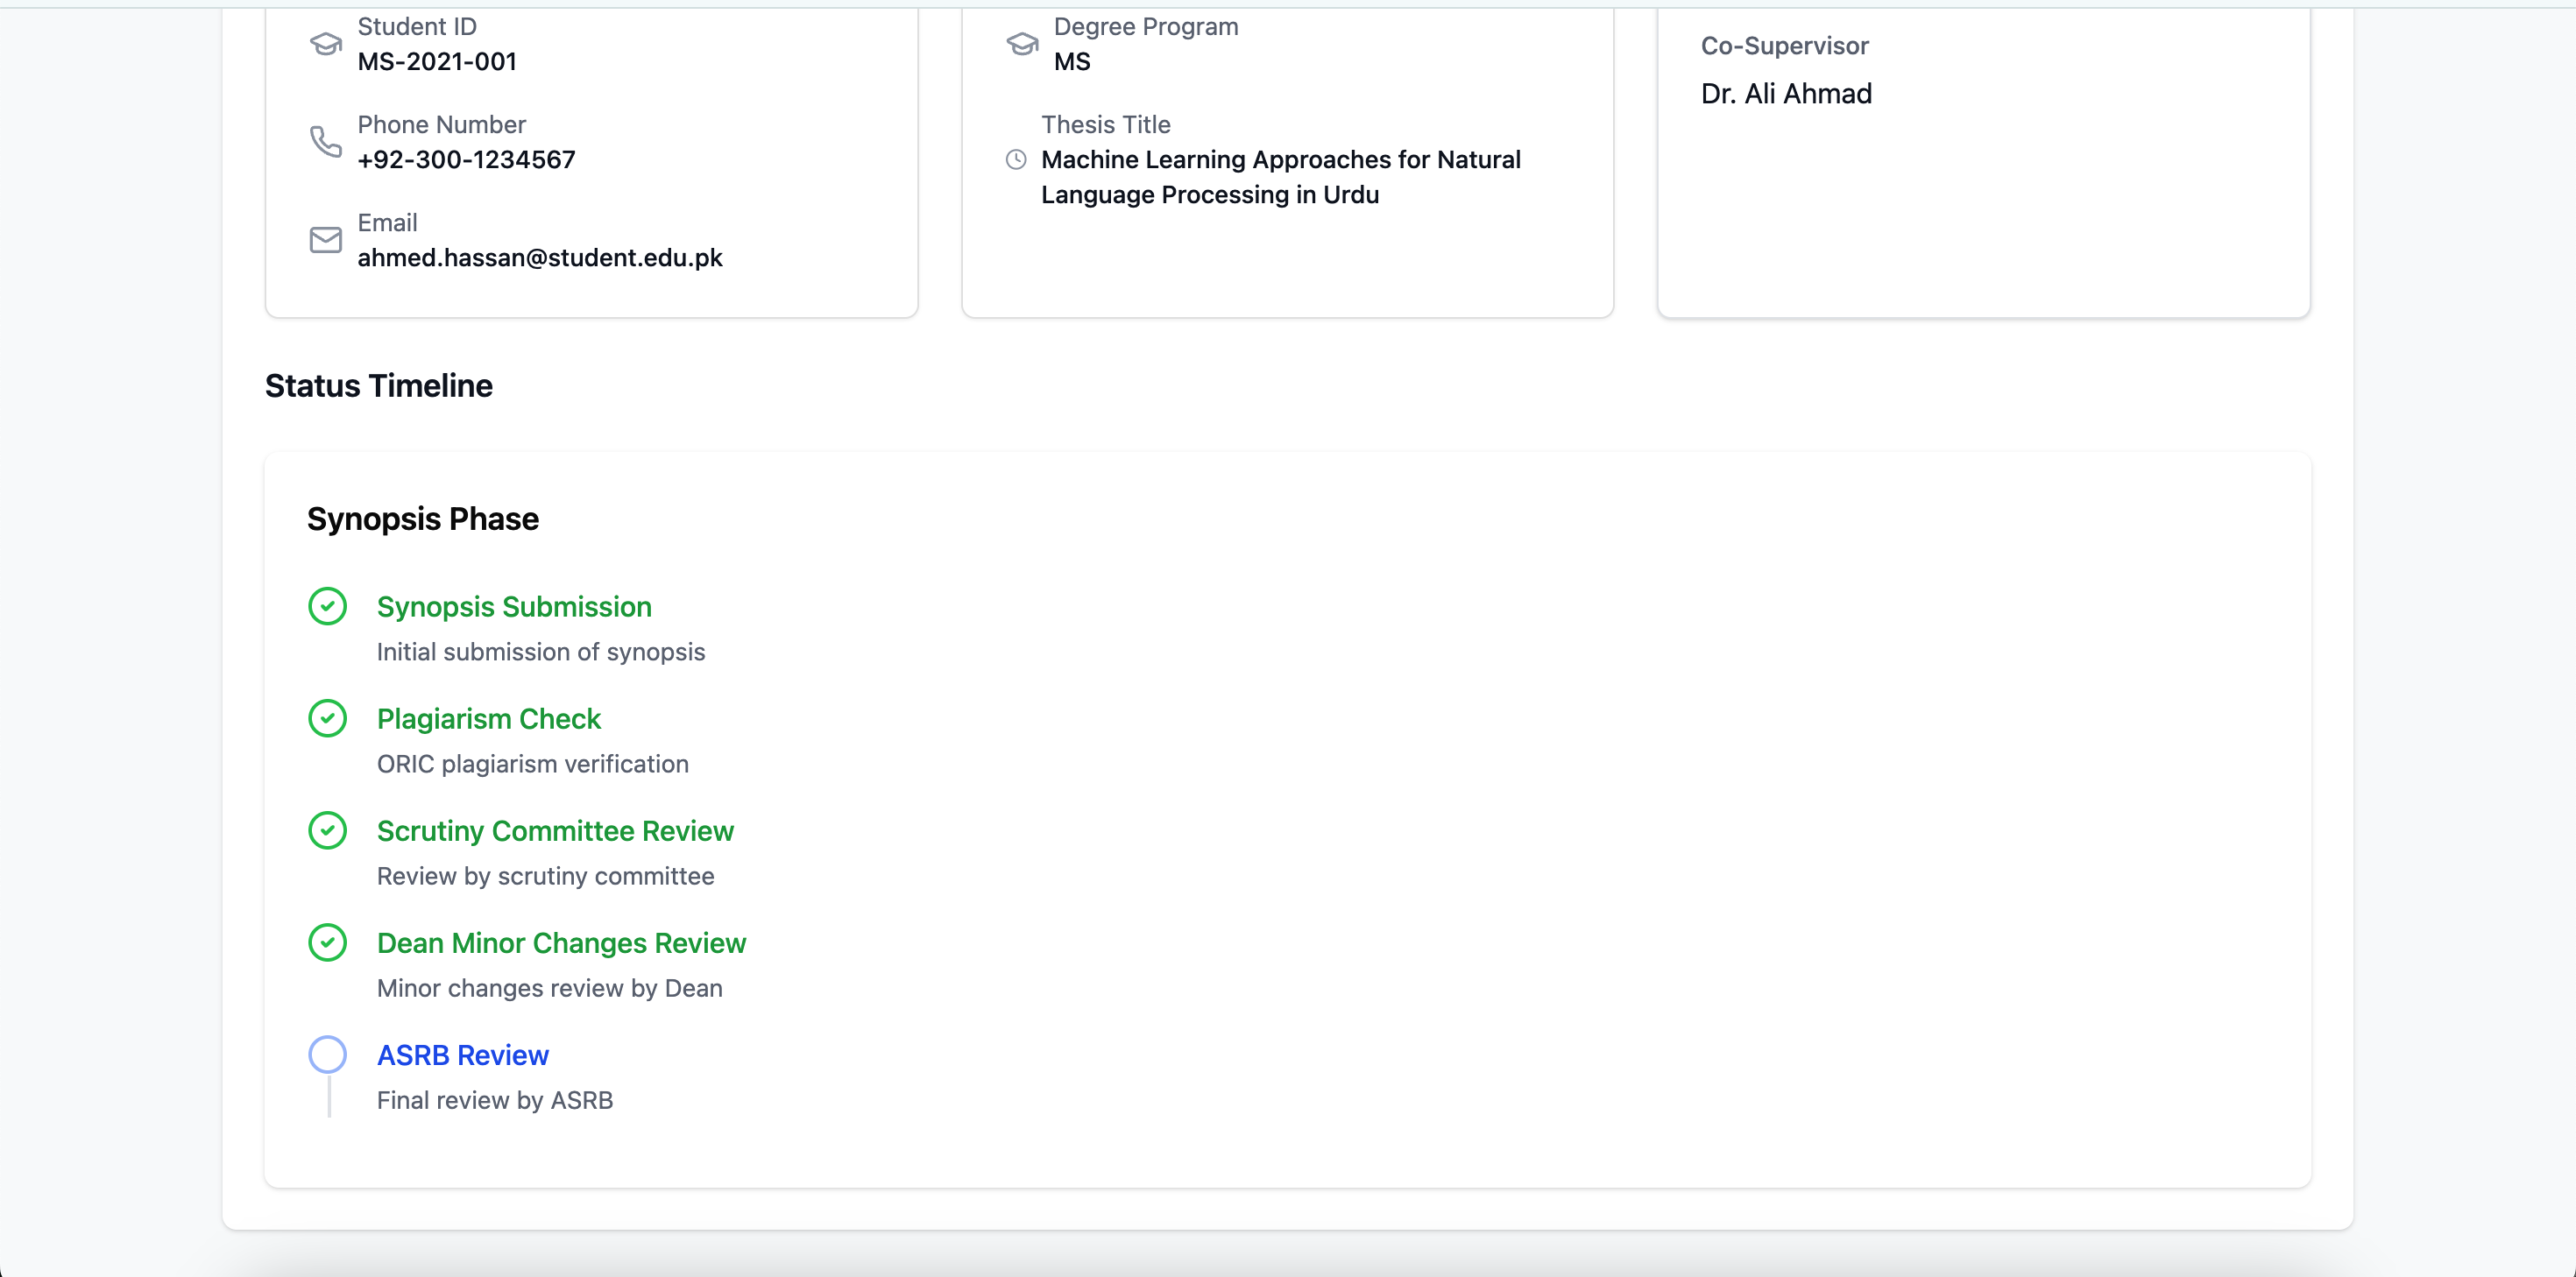 Student ID
MS-2021-001
Phone Number
+92-300-1234567
Email
ahmed.hassan@student.edu.pk
Degree Program
MS
Thesis Title
Machine Learning Approaches for Natural
Language Processing in Urdu
Co-Supervisor
Dr. Ali Ahmad
Status Timeline
Synopsis Phase
Synopsis Submission
Initial submission of synopsis
Plagiarism Check
ORIC plagiarism verification
Scrutiny Committee Review
Review by scrutiny committee
Dean Minor Changes Review
Minor changes review by Dean
ASRB Review
Final review by ASRB